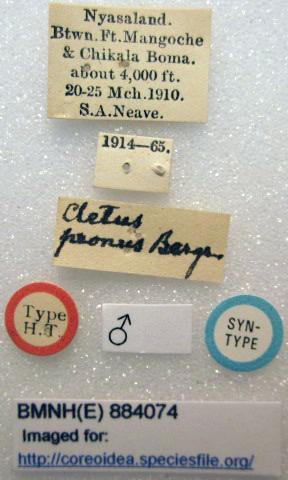 Nyasaland.
Btwn. Ft. Mangoche
& Chikala Boma.
about 4,000 ft.
20-25 Mch. 1910.
S.A. Neave.
1914—65.
Cletus
pronus Bergr.
Type
H.T.
♂
SYN-
TYPE
BMNH(E) 884074
Imaged for:
http://coreoidea.speciesfile.org/